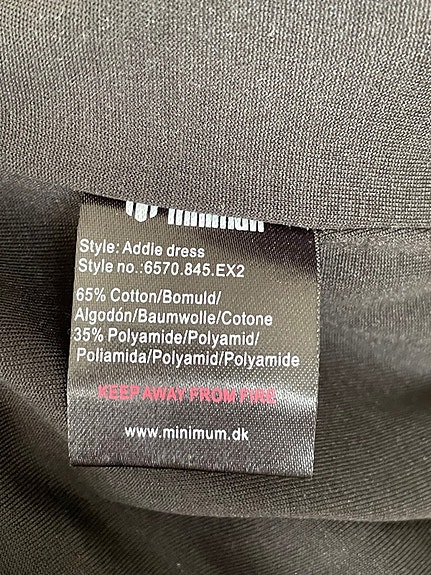 minimum
Style: Addie dress
Style no.:6570.845.EX2
65% Cotton/Bomuld/
Algodón/Baumwolle/Cotone
35% Polyamide/Polyamid/
Poliamida/Polyamid/Polyamide
KEEP AWAY FROM FIRE
www.minimum.dk